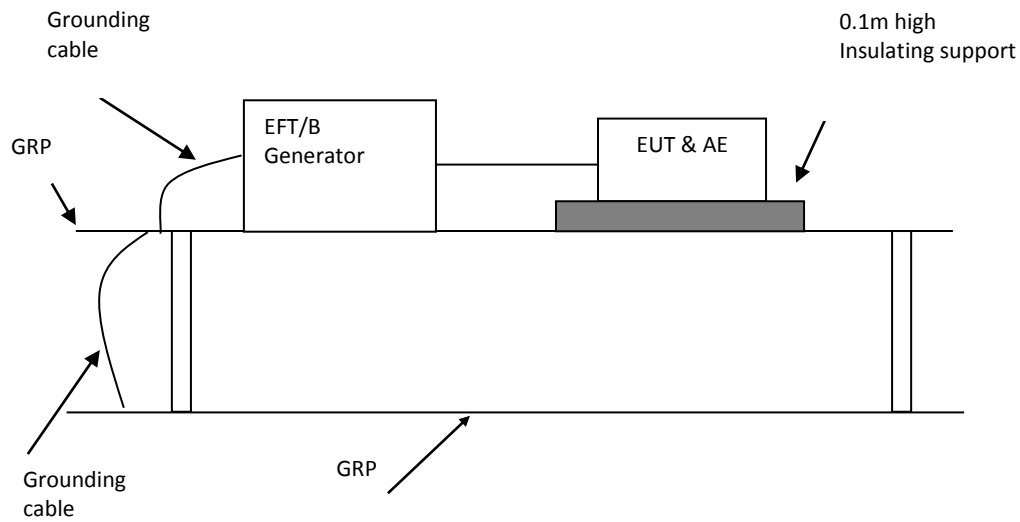 Grounding
cable
0.1m high
Insulating support
GRP
EFT/B
Generator
EUT & AE
Grounding
cable
GRP